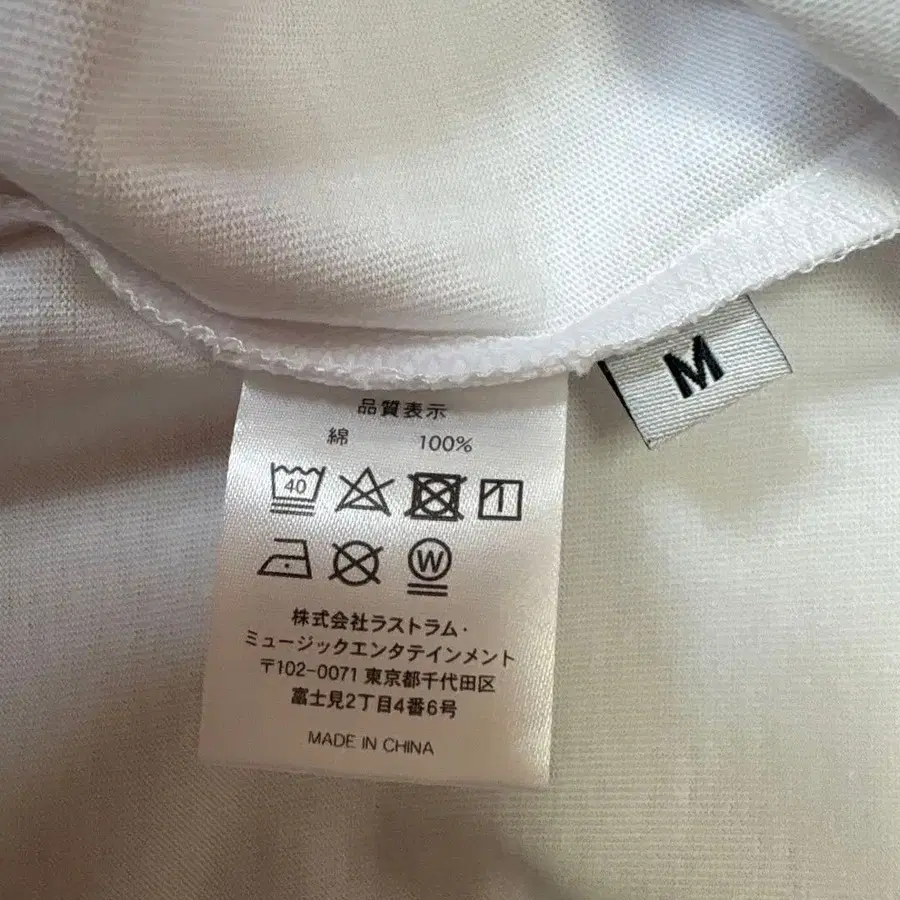 M
品質表示
綿 100%
40
W
株式会社ラストラム・
ミュージックエンタテインメント
〒102-0071 東京都千代田区
富士見2丁目4番6号
MADE IN CHINA